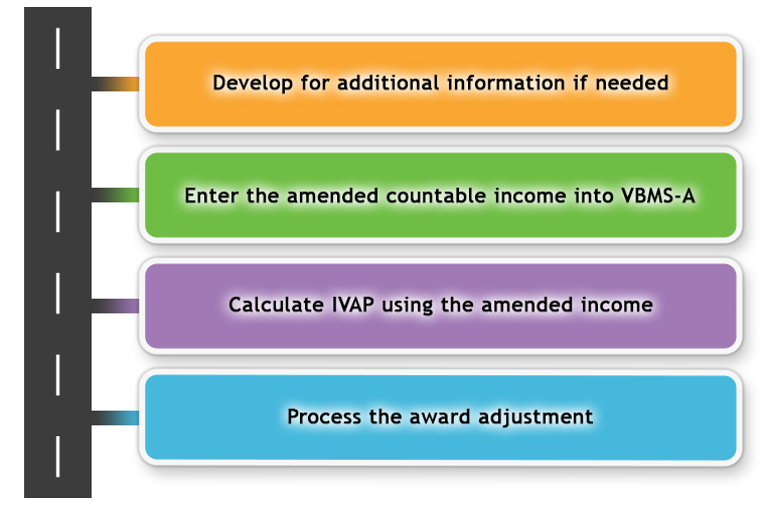 Develop for additional information if needed
Enter the amended countable income into VBMS-A
Calculate IVAP using the amended income
Process the award adjustment